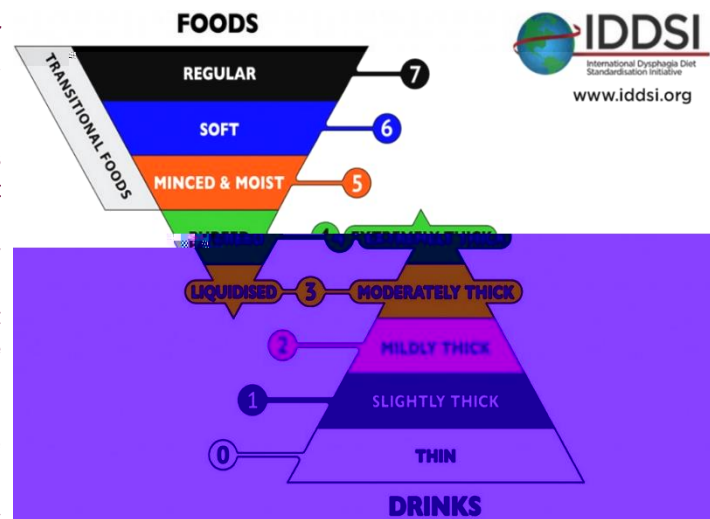 FOODS
IDDSI
International Dysphagia Diet
Standardisation Initiative
www.iddsi.org
TRANSITIONAL FOODS
REGULAR 7
SOFT 6
MINCED & MOIST 5
LIQUIDISED 3 MODERATELY THICK
2 MILDLY THICK
1 SLIGHTLY THICK
0 THIN
DRINKS